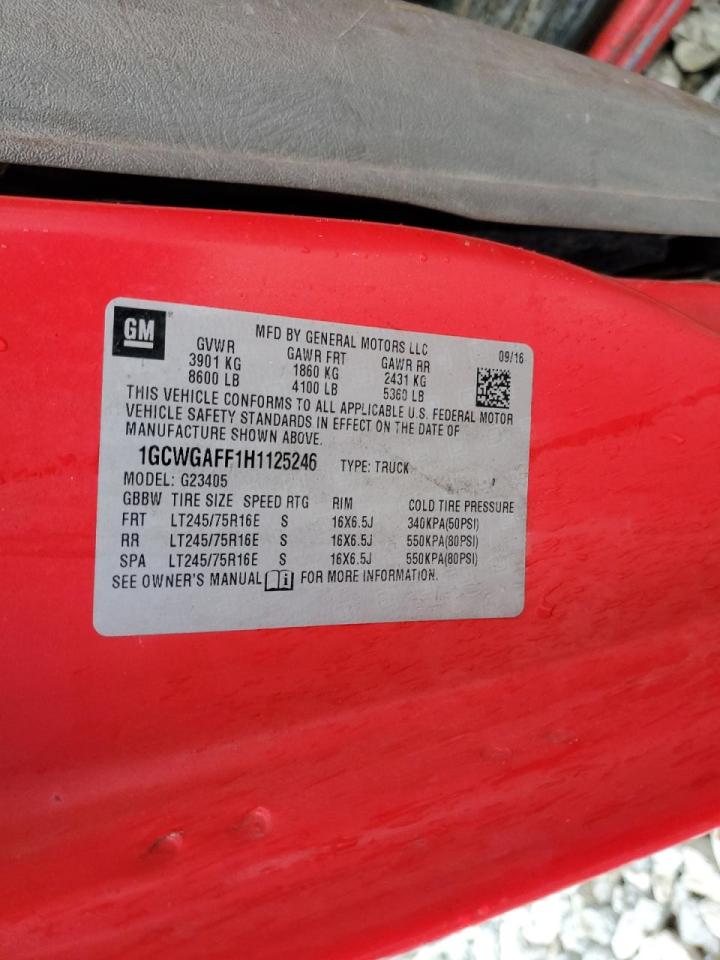 GM ®
MFD BY GENERAL MOTORS LLC 09/16
GVWR GAWR FRT GAWR RR
3901 KG 1860 KG 2431 KG
8600 LB 4100 LB 5360 LB
THIS VEHICLE CONFORMS TO ALL APPLICABLE U.S. FEDERAL MOTOR
VEHICLE SAFETY STANDARDS IN EFFECT ON THE DATE OF
MANUFACTURE SHOWN ABOVE.
1GCWGAFF1H1125246 TYPE: TRUCK
MODEL: G23405
GBBW TIRE SIZE SPEED RTG RIM COLD TIRE PRESSURE
FRT LT245/75R16E S 16X6.5J 340KPA(50PSI)
RR LT245/75R16E S 16X6.5J 550KPA(80PSI)
SPA LT245/75R16E S 16X6.5J 550KPA(80PSI)
SEE OWNER'S MANUAL i FOR MORE INFORMATION.